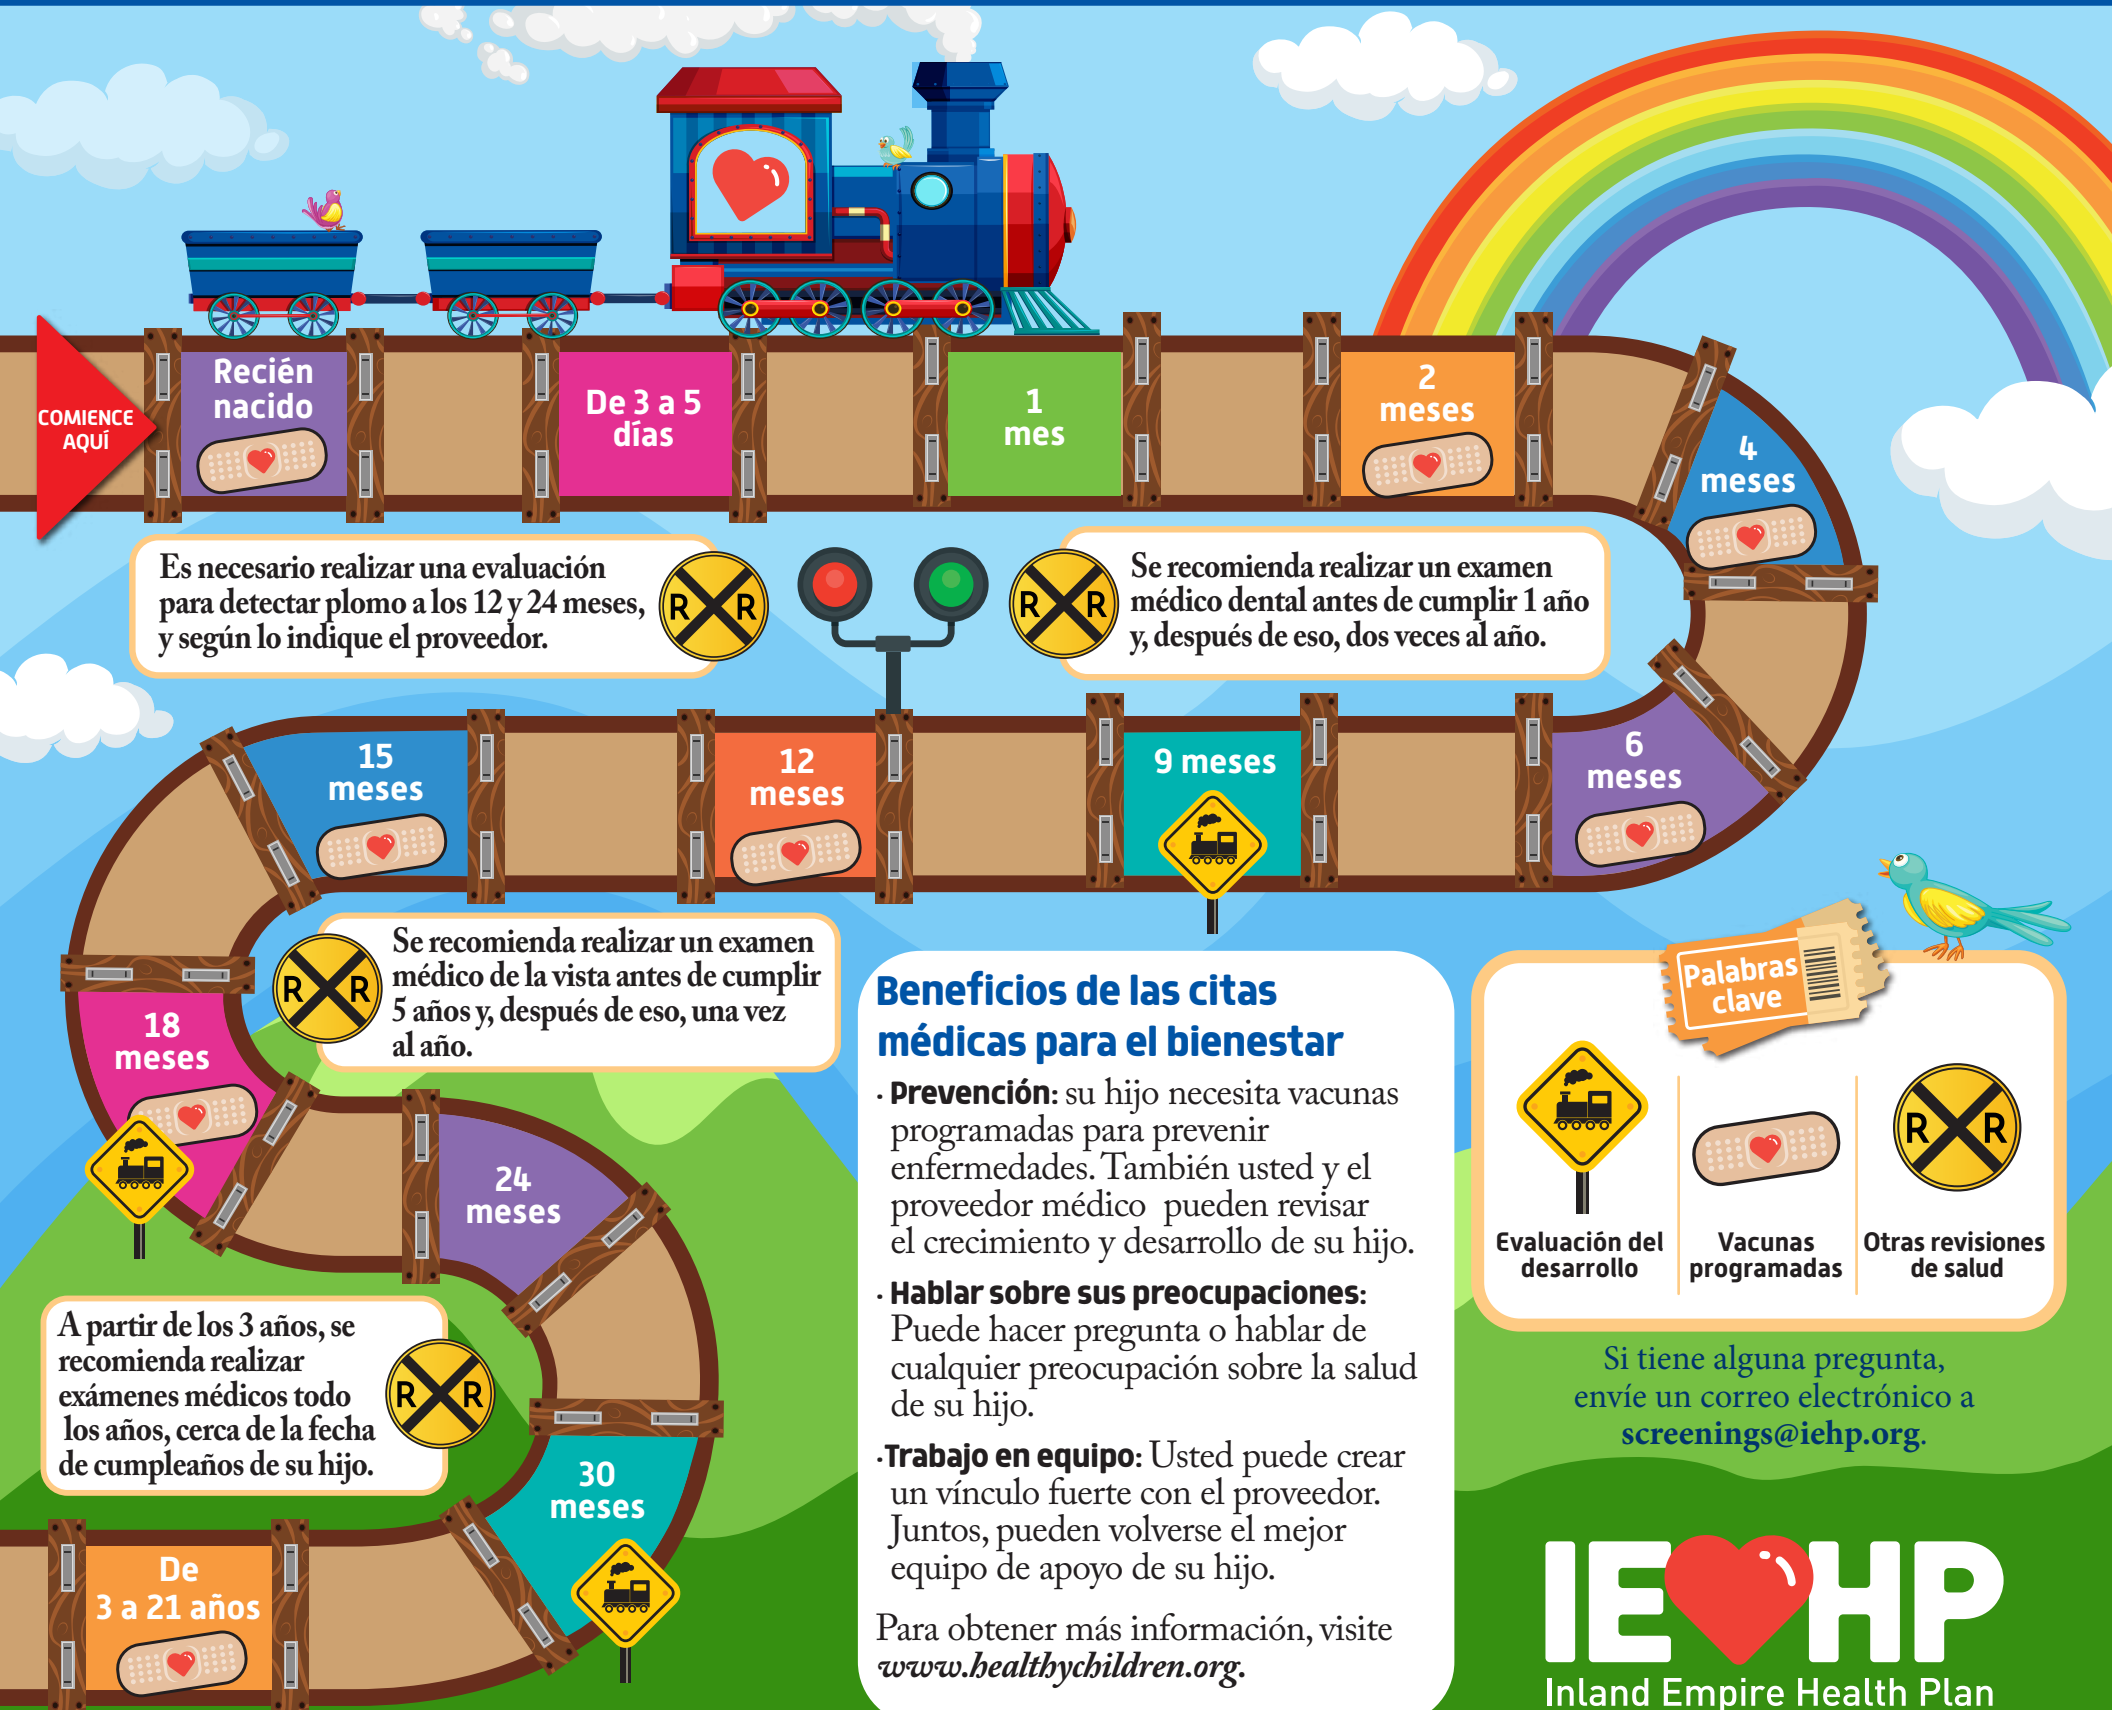 COMIENCE
AQUÍ
Recién
nacido
De 3 a 5
días
1
mes
2
meses
4
meses
Es necesario realizar una evaluación
para detectar plomo a los 12 y 24 meses,
y según lo indique el proveedor.
R R
R R
Se recomienda realizar un examen
médico dental antes de cumplir 1 año
y, después de eso, dos veces al año.
6
meses
9 meses
12
meses
15
meses
R R
Se recomienda realizar un examen
médico de la vista antes de cumplir
5 años y, después de eso, una vez
al año.
18
meses
24
meses
30
meses
A partir de los 3 años, se
recomienda realizar
exámenes médicos todo
los años, cerca de la fecha
de cumpleaños de su hijo.
R R
De
3 a 21 años
Beneficios de las citas
médicas para el bienestar
· Prevención: su hijo necesita vacunas
programadas para prevenir
enfermedades. También usted y el
proveedor médico pueden revisar
el crecimiento y desarrollo de su hijo.
· Hablar sobre sus preocupaciones:
Puede hacer pregunta o hablar de
cualquier preocupación sobre la salud
de su hijo.
·Trabajo en equipo: Usted puede crear
un vínculo fuerte con el proveedor.
Juntos, pueden volverse el mejor
equipo de apoyo de su hijo.
Para obtener más información, visite
www.healthychildren.org.
Palabras
clave
R R
Evaluación del
desarrollo
Vacunas
programadas
Otras revisiones
de salud
Si tiene alguna pregunta,
envíe un correo electrónico a
screenings@iehp.org.
IEHP
Inland Empire Health Plan